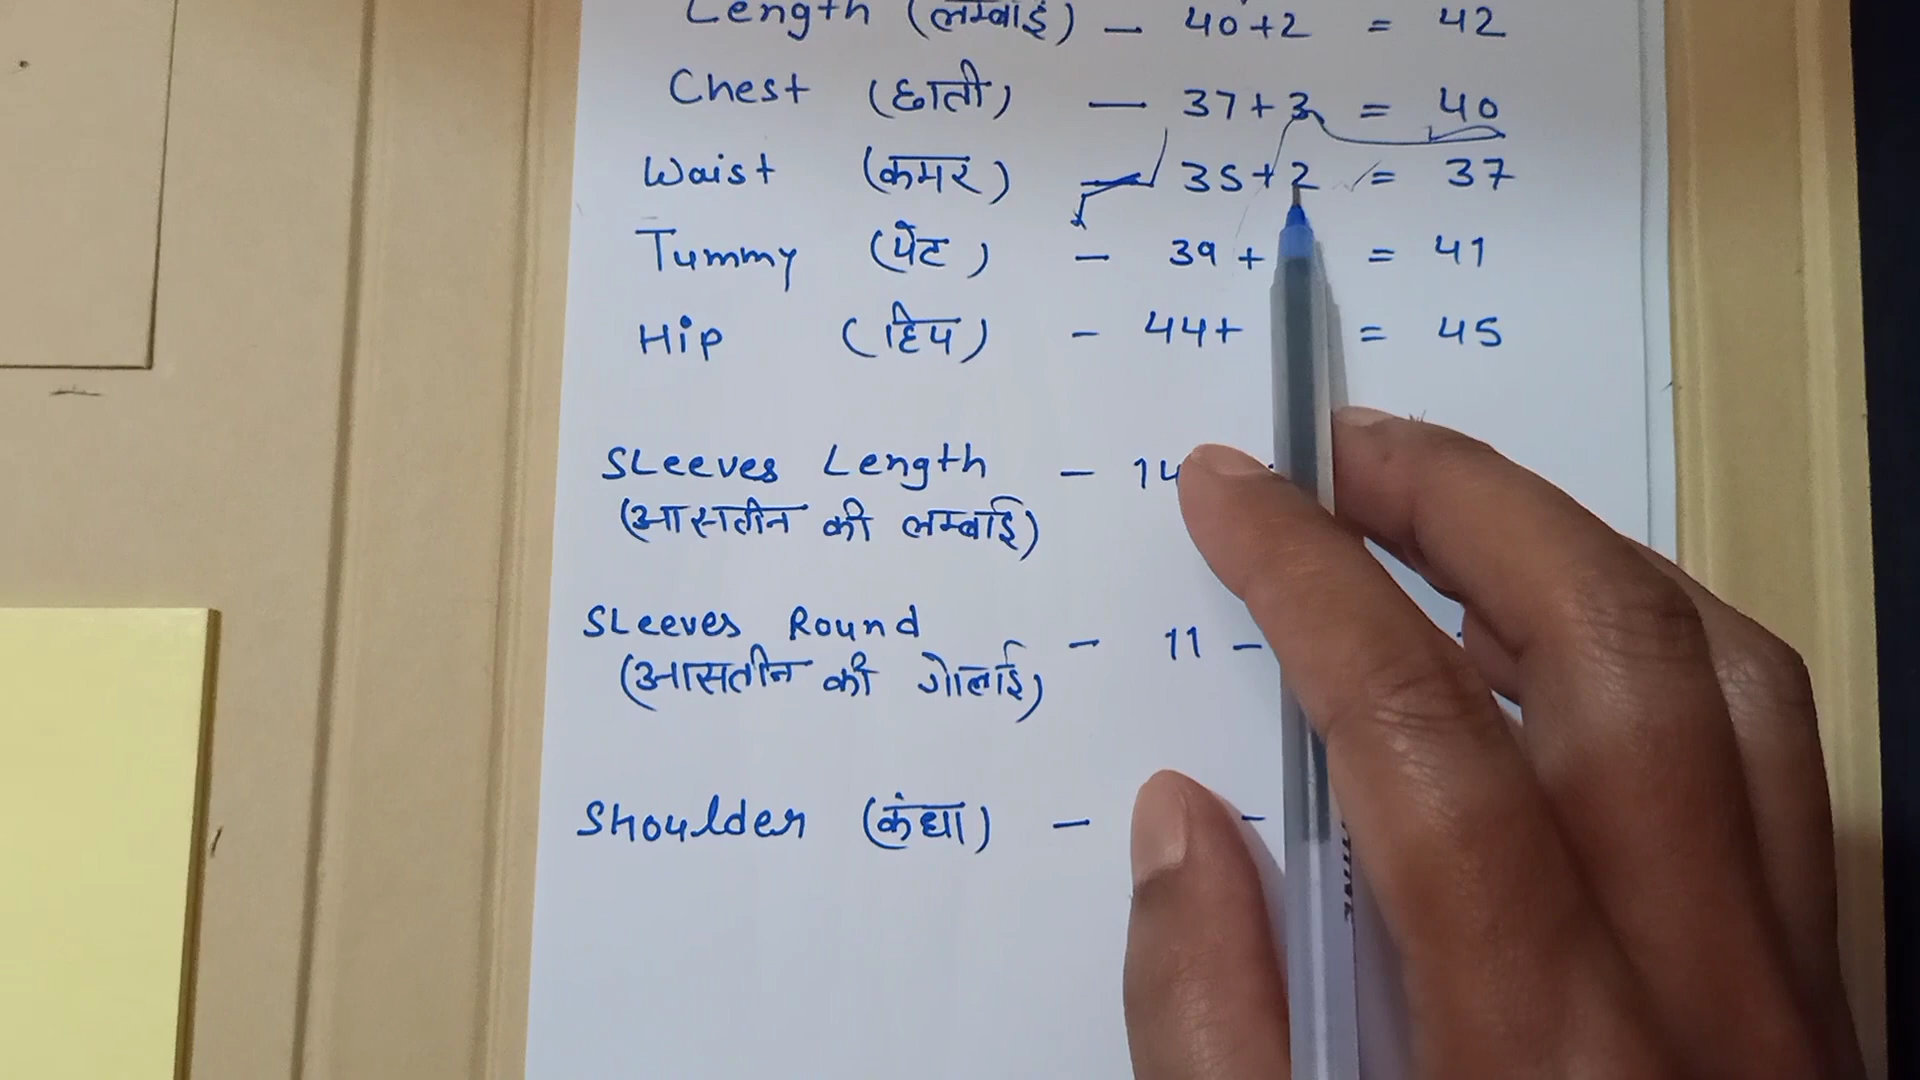 Length (लम्बाई) - 40+2 = 42
Chest (छाती) - 37+3 = 40
Waist (कमर) - 35+2 = 37
Tummy (पेंट) - 39+ = 41
Hip (हिप) - 44+ = 45
Sleeves Length - 14
(आसतीन की लम्बाई)
Sleeves Round - 11 -
(आसतीन की गोलाई)
Shoulder (कंधा) - -